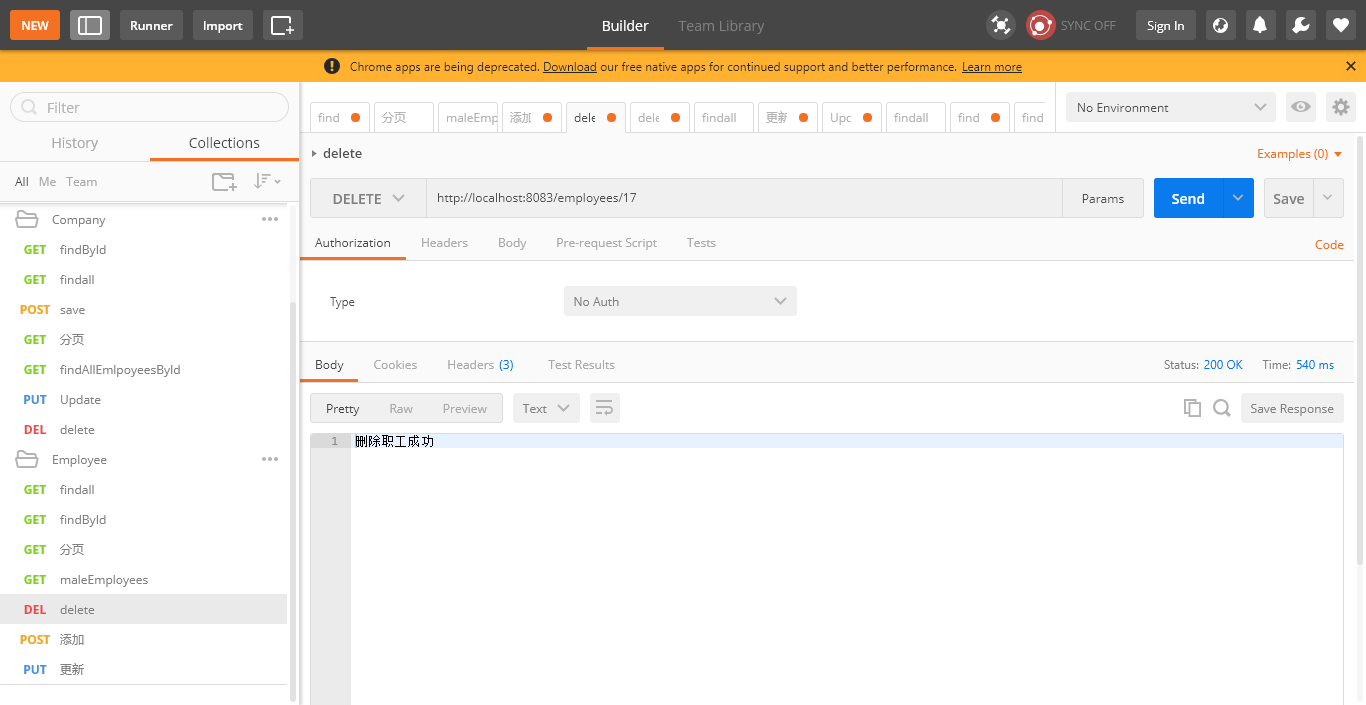 NEW Runner Import Builder Team Library SYNC OFF Sign In
Chrome apps are being deprecated. Download our free native apps for continued support and better performance. Learn more
Filter
History Collections
All Me Team
Company
GET findById
GET findall
POST save
GET 分页
GET findAllEmlpoyeesById
PUT Update
DEL delete
Employee
GET findall
GET findById
GET 分页
GET maleEmployees
DEL delete
POST 添加
PUT 更新
find 分页 maleEmp 添加 dele dele findall 更新 Upc findall find find
No Environment
delete Examples (0)
DELETE http://localhost:8083/employees/17 Params Send Save
Authorization Headers Body Pre-request Script Tests Code
Type No Auth
Body Cookies Headers (3) Test Results Status: 200 OK Time: 540 ms
Pretty Raw Preview Text Save Response
1 删除职工成功